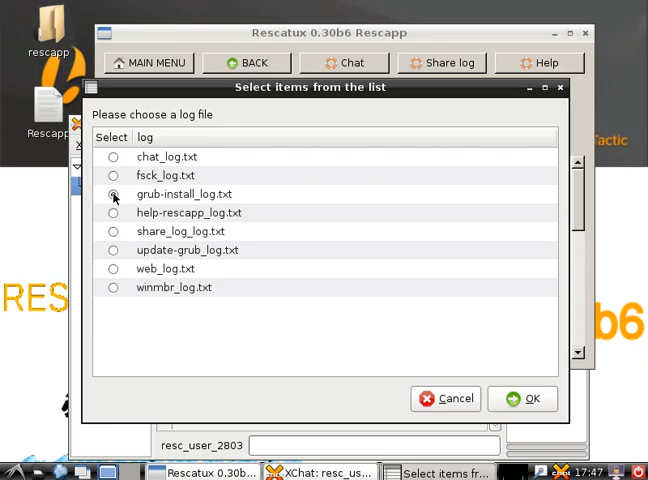 rescapp
Rescapp
Rescatux 0.30b6 Rescapp
MAIN MENU
BACK
Chat
Share log
Help
Select items from the list
Please choose a log file
Select log
chat_log.txt
fsck_log.txt
grub-install_log.txt
help-rescapp_log.txt
share_log_log.txt
update-grub_log.txt
web_log.txt
winmbr_log.txt
Cancel
OK
Tactic
RES
b6
resc_user_2803
Rescatux 0.30b...
XChat: resc_us...
Select items fr...
17:47